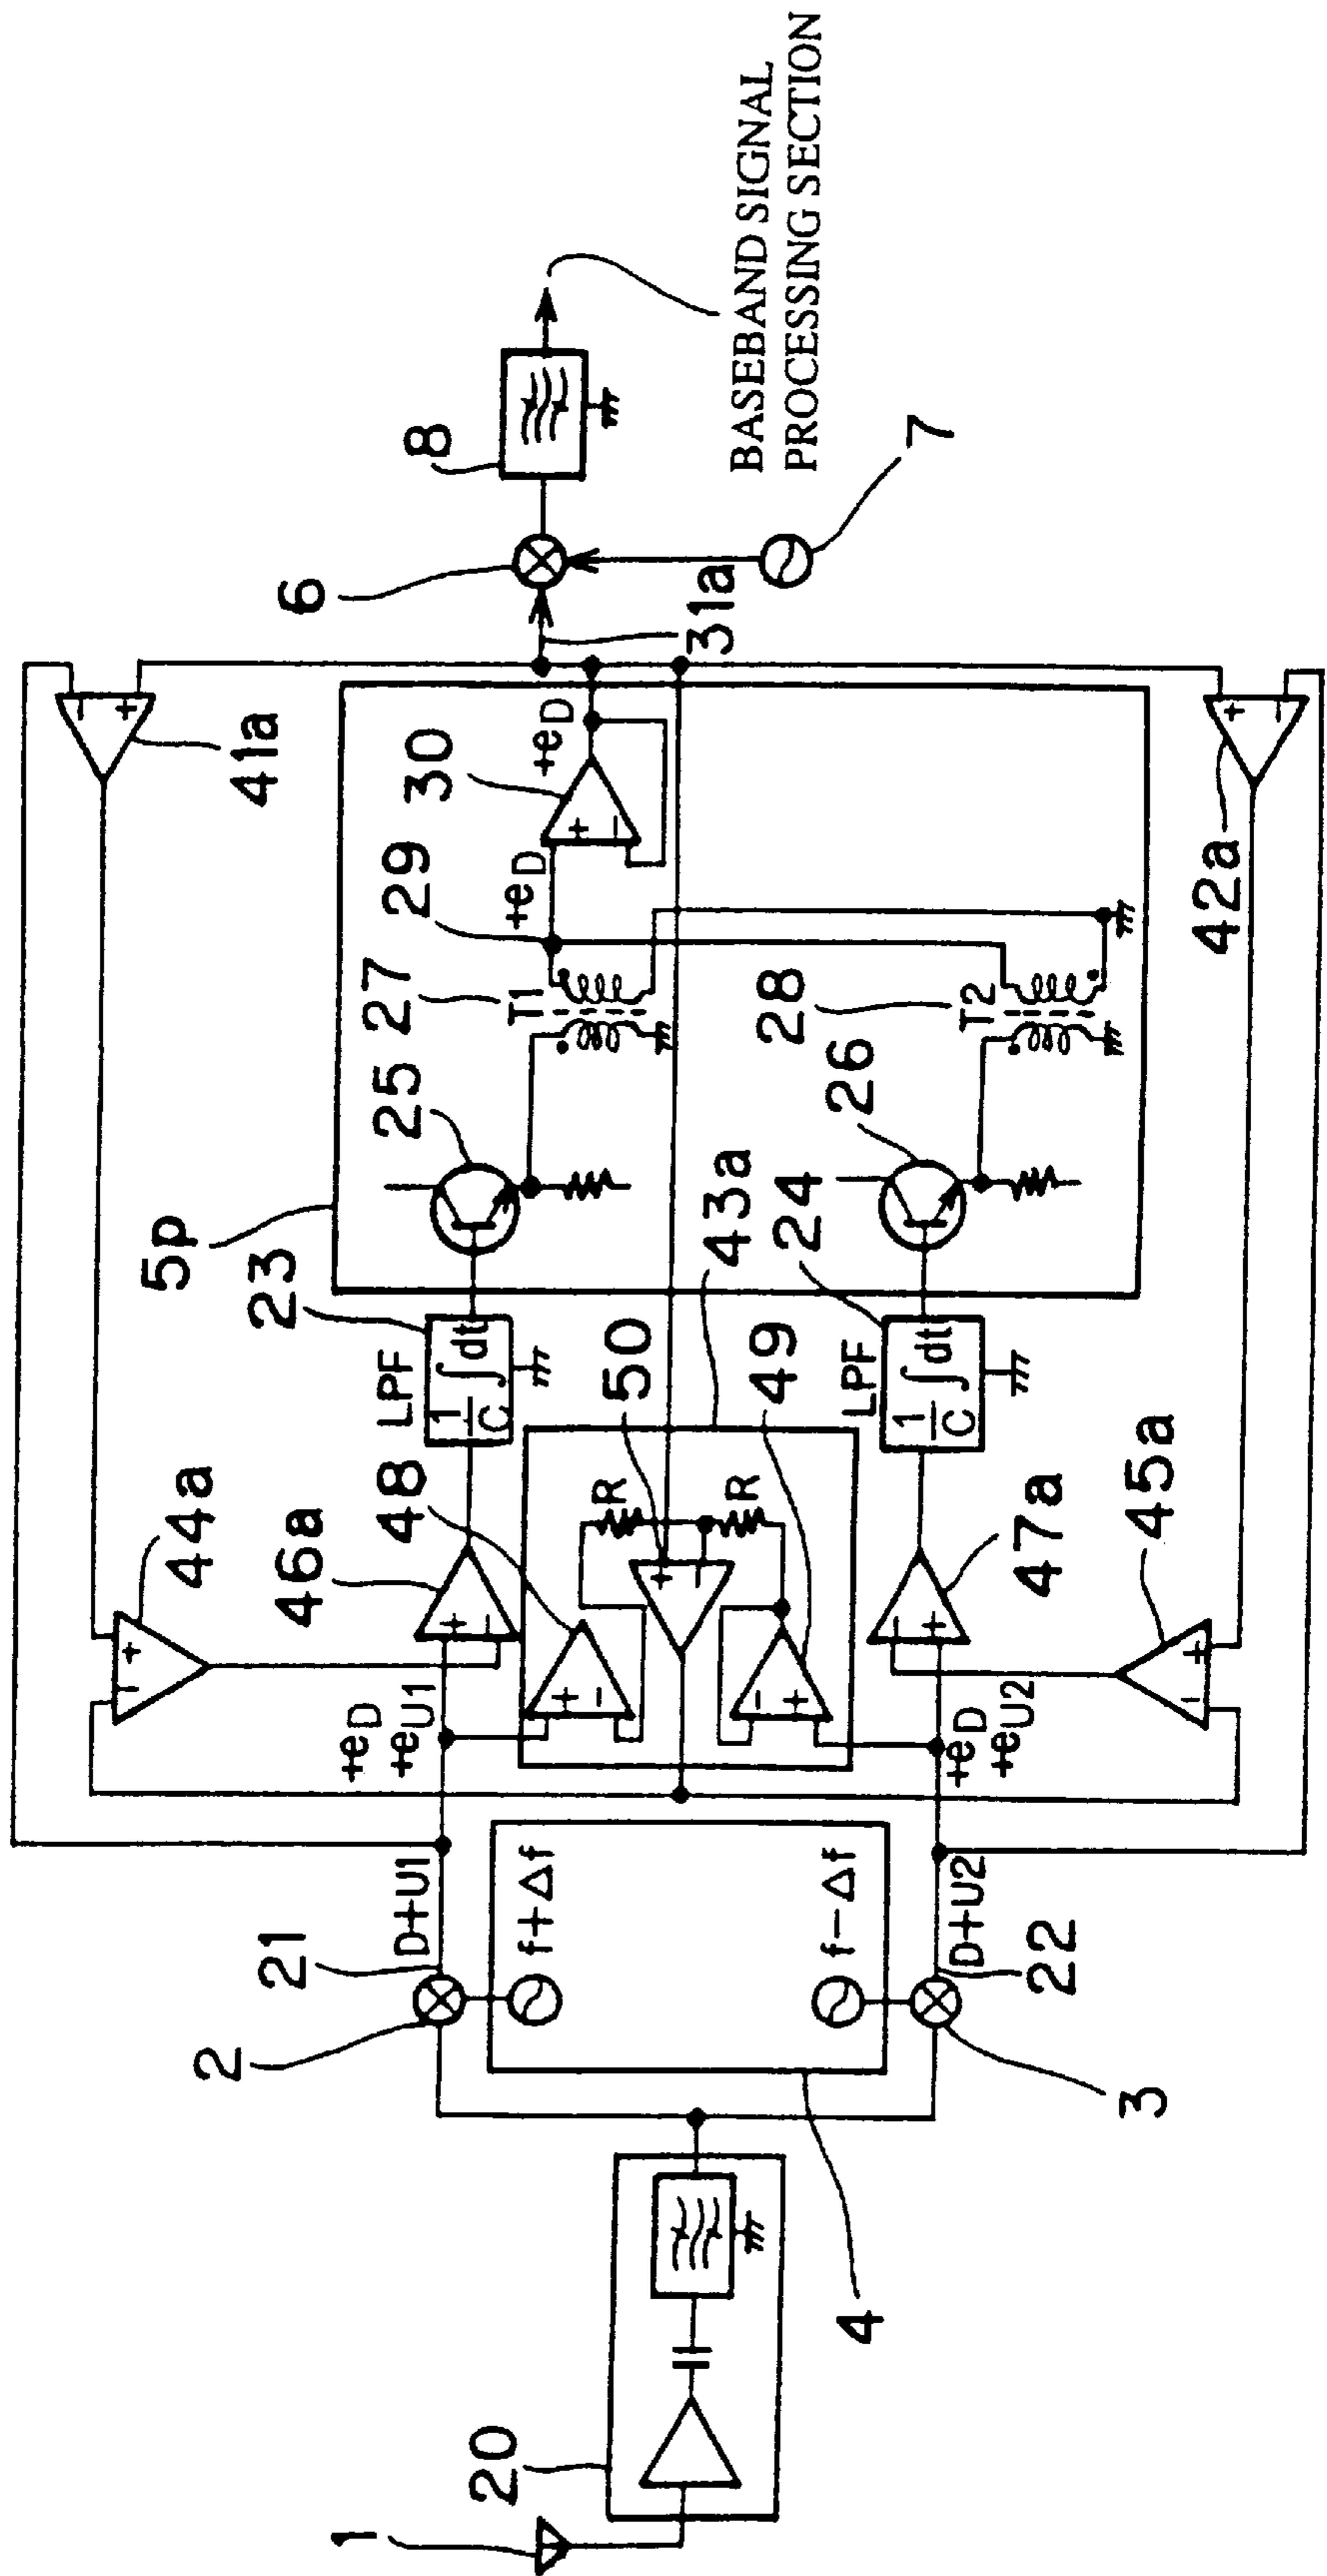 1
20
4
2
3
21
22
D+U1
D+U2
f+Δf
f−Δf
+eD
+eU1
+eD
+eU2
44a
45a
46a
47a
+
−
+
−
+
−
−
+
48
49
50
+
−
+
−
−
+
R
R
43a
LPF
1/C ∫dt
23
LPF
1/C ∫dt
24
5p
25
26
27
T1
28
T2
29
+eD
30
+
−
+eD
41a
−
+
42a
+
−
31a
6
7
8
BASEBAND SIGNAL
PROCESSING SECTION